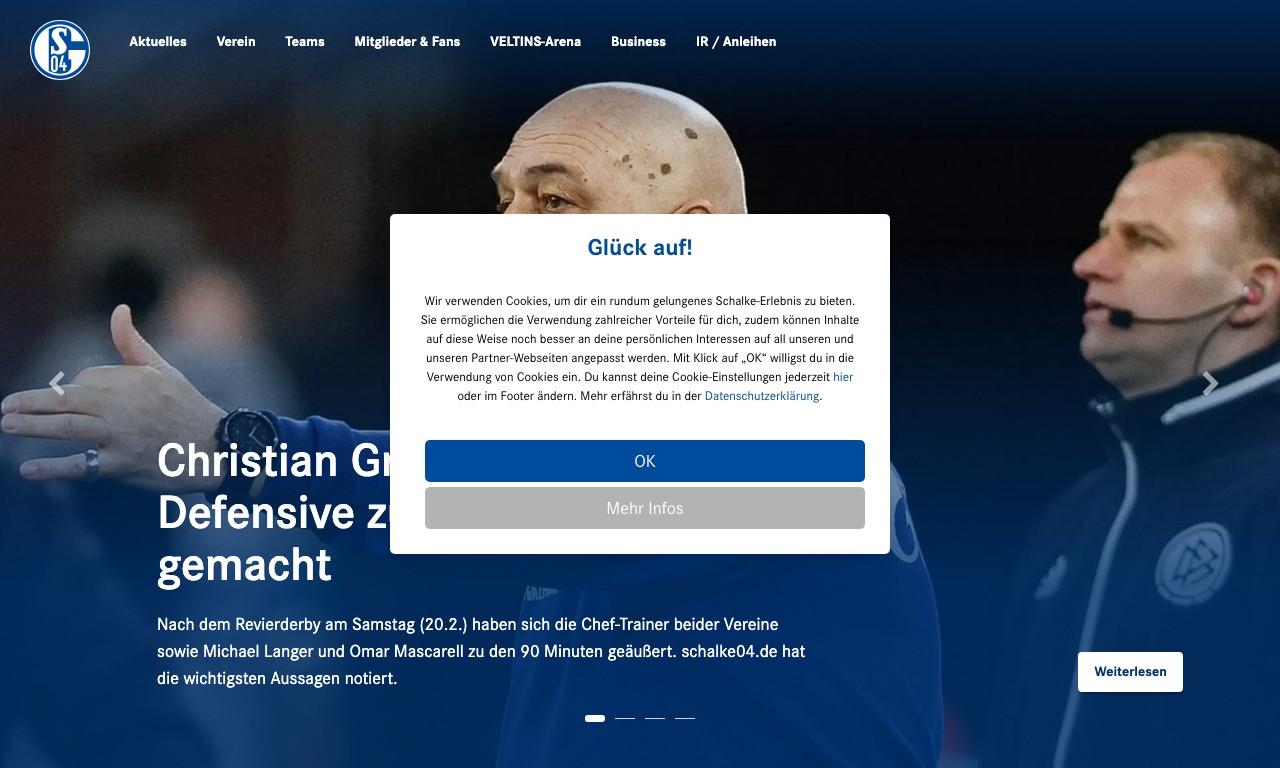 S
04
Aktuelles Verein Teams Mitglieder & Fans VELTINS-Arena Business IR / Anleihen
Glück auf!
Wir verwenden Cookies, um dir ein rundum gelungenes Schalke-Erlebnis zu bieten.
Sie ermöglichen die Verwendung zahlreicher Vorteile für dich, zudem können Inhalte
auf diese Weise noch besser an deine persönlichen Interessen auf all unseren und
unseren Partner-Webseiten angepasst werden. Mit Klick auf „OK“ willigst du in die
Verwendung von Cookies ein. Du kannst deine Cookie-Einstellungen jederzeit hier
oder im Footer ändern. Mehr erfährst du in der Datenschutzerklärung.
OK
Mehr Infos
Christian Gr
Defensive z
gemacht
Nach dem Revierderby am Samstag (20.2.) haben sich die Chef-Trainer beider Vereine
sowie Michael Langer und Omar Mascarell zu den 90 Minuten geäußert. schalke04.de hat
die wichtigsten Aussagen notiert.
Weiterlesen